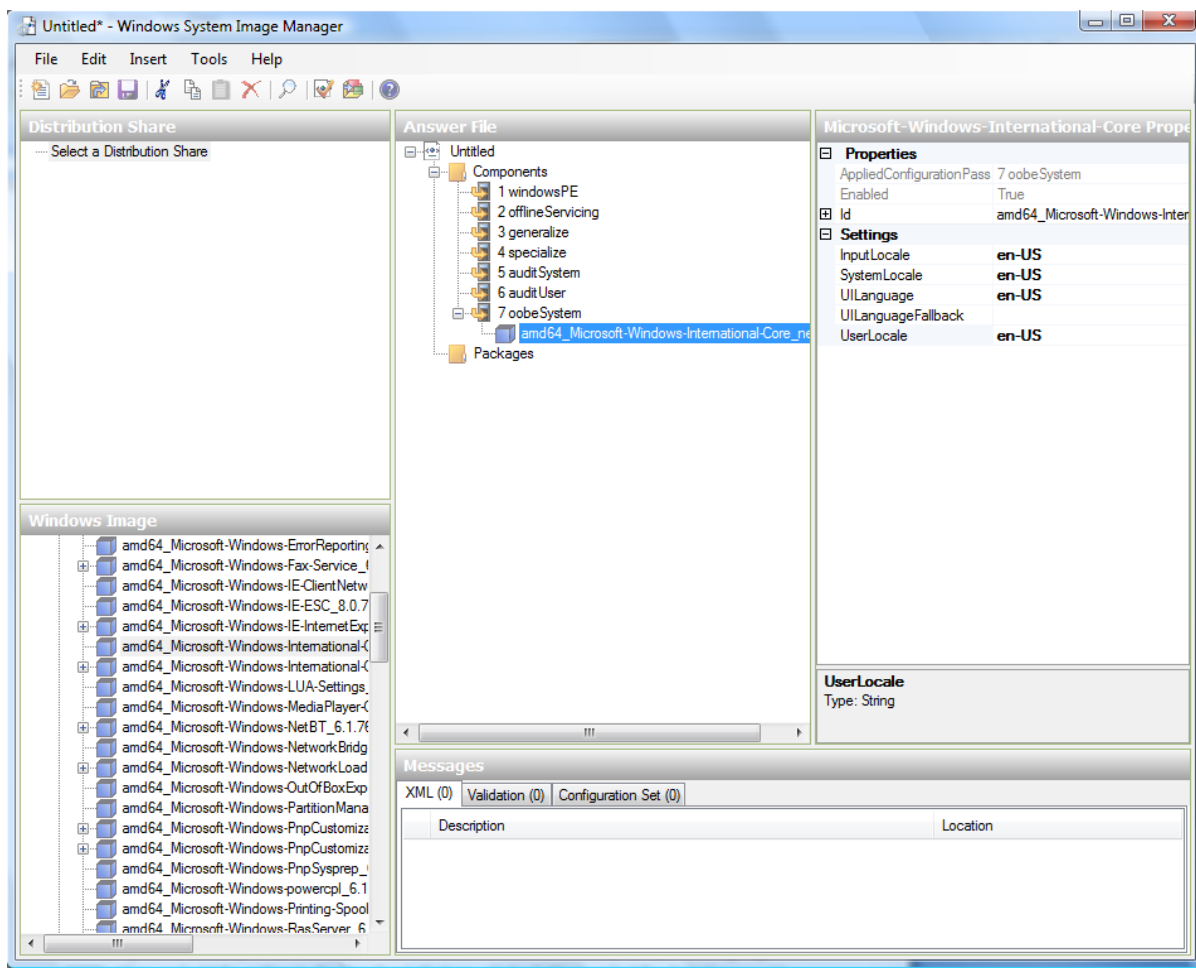 Untitled* - Windows System Image Manager
File Edit Insert Tools Help
Distribution Share
Select a Distribution Share
Windows Image
amd64_Microsoft-Windows-ErrorReporting
amd64_Microsoft-Windows-Fax-Service_6
amd64_Microsoft-Windows-IE-ClientNetw
amd64_Microsoft-Windows-IE-ESC_8.0.7
amd64_Microsoft-Windows-IE-InternetExp
amd64_Microsoft-Windows-International-C
amd64_Microsoft-Windows-International-C
amd64_Microsoft-Windows-LUA-Settings_
amd64_Microsoft-Windows-MediaPlayer-C
amd64_Microsoft-Windows-NetBT_6.1.76
amd64_Microsoft-Windows-NetworkBridg
amd64_Microsoft-Windows-NetworkLoad
amd64_Microsoft-Windows-OutOfBoxExp
amd64_Microsoft-Windows-PartitionMana
amd64_Microsoft-Windows-PnpCustomiza
amd64_Microsoft-Windows-PnpCustomiza
amd64_Microsoft-Windows-PnpSysprep_
amd64_Microsoft-Windows-powercpl_6.1
amd64_Microsoft-Windows-Printing-Spool
amd64_Microsoft-Windows-RasServer_6
Answer File
Untitled
Components
1 windowsPE
2 offlineServicing
3 generalize
4 specialize
5 auditSystem
6 auditUser
7 oobeSystem
amd64_Microsoft-Windows-International-Core_ne
Packages
Microsoft-Windows-International-Core Prope
Properties
AppliedConfigurationPass 7 oobeSystem
Enabled True
Id amd64_Microsoft-Windows-Inter
Settings
InputLocale en-US
SystemLocale en-US
UILanguage en-US
UILanguageFallback
UserLocale en-US
UserLocale
Type: String
Messages
XML (0) Validation (0) Configuration Set (0)
Description Location